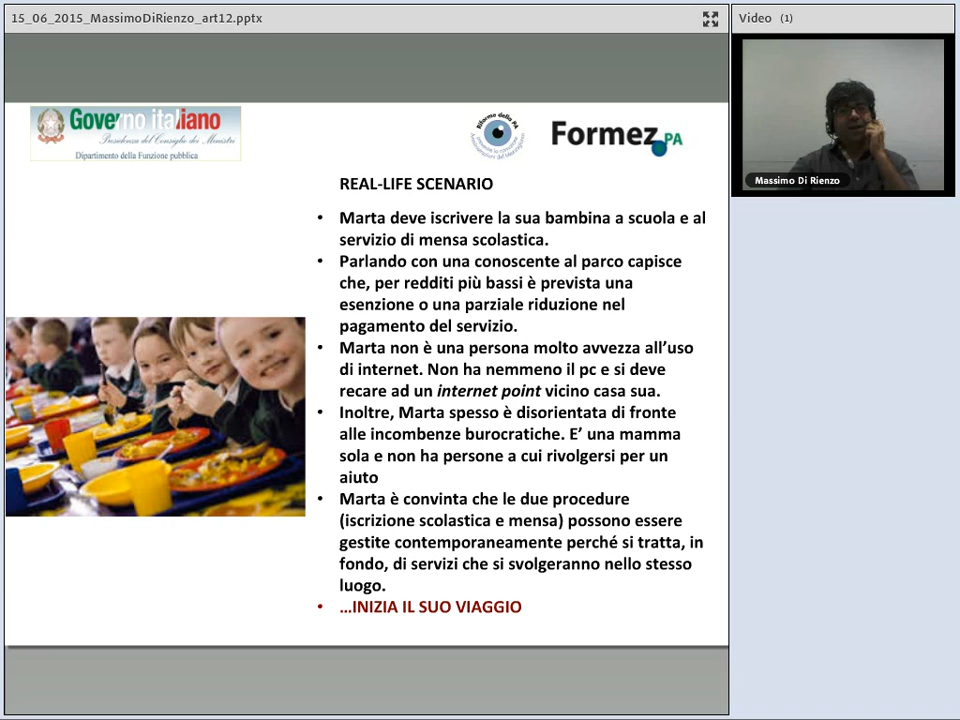 15_06_2015_MassimoDiRienzo_art12.pptx
Video (1)
Governo italiano
Presidenza del Consiglio dei Ministri
Dipartimento della Funzione pubblica
Riforme della PA
Formez PA
Massimo Di Rienzo
REAL-LIFE SCENARIO
• Marta deve iscrivere la sua bambina a scuola e al
servizio di mensa scolastica.
• Parlando con una conoscente al parco capisce
che, per redditi più bassi è prevista una
esenzione o una parziale riduzione nel
pagamento del servizio.
• Marta non è una persona molto avvezza all’uso
di internet. Non ha nemmeno il pc e si deve
recare ad un internet point vicino casa sua.
• Inoltre, Marta spesso è disorientata di fronte
alle incombenze burocratiche. E’ una mamma
sola e non ha persone a cui rivolgersi per un
aiuto
• Marta è convinta che le due procedure
(iscrizione scolastica e mensa) possono essere
gestite contemporaneamente perché si tratta, in
fondo, di servizi che si svolgeranno nello stesso
luogo.
• …INIZIA IL SUO VIAGGIO